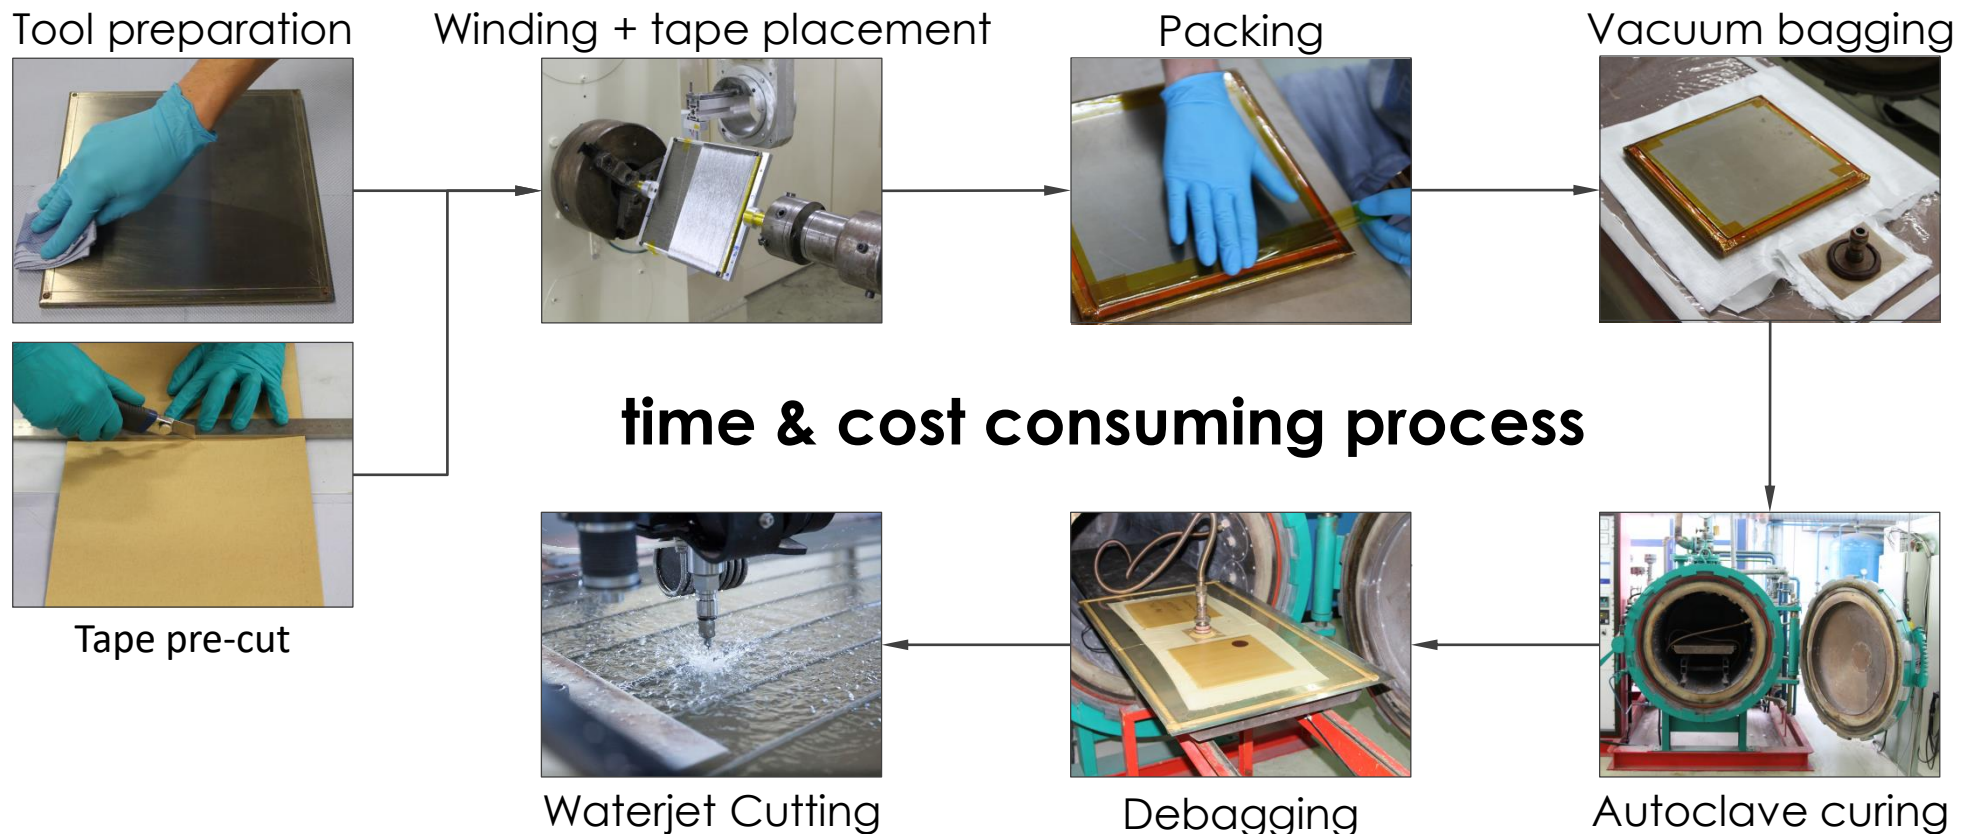 Tool preparation
Winding + tape placement
Packing
Vacuum bagging
time & cost consuming process
Tape pre-cut
Waterjet Cutting
Debagging
Autoclave curing